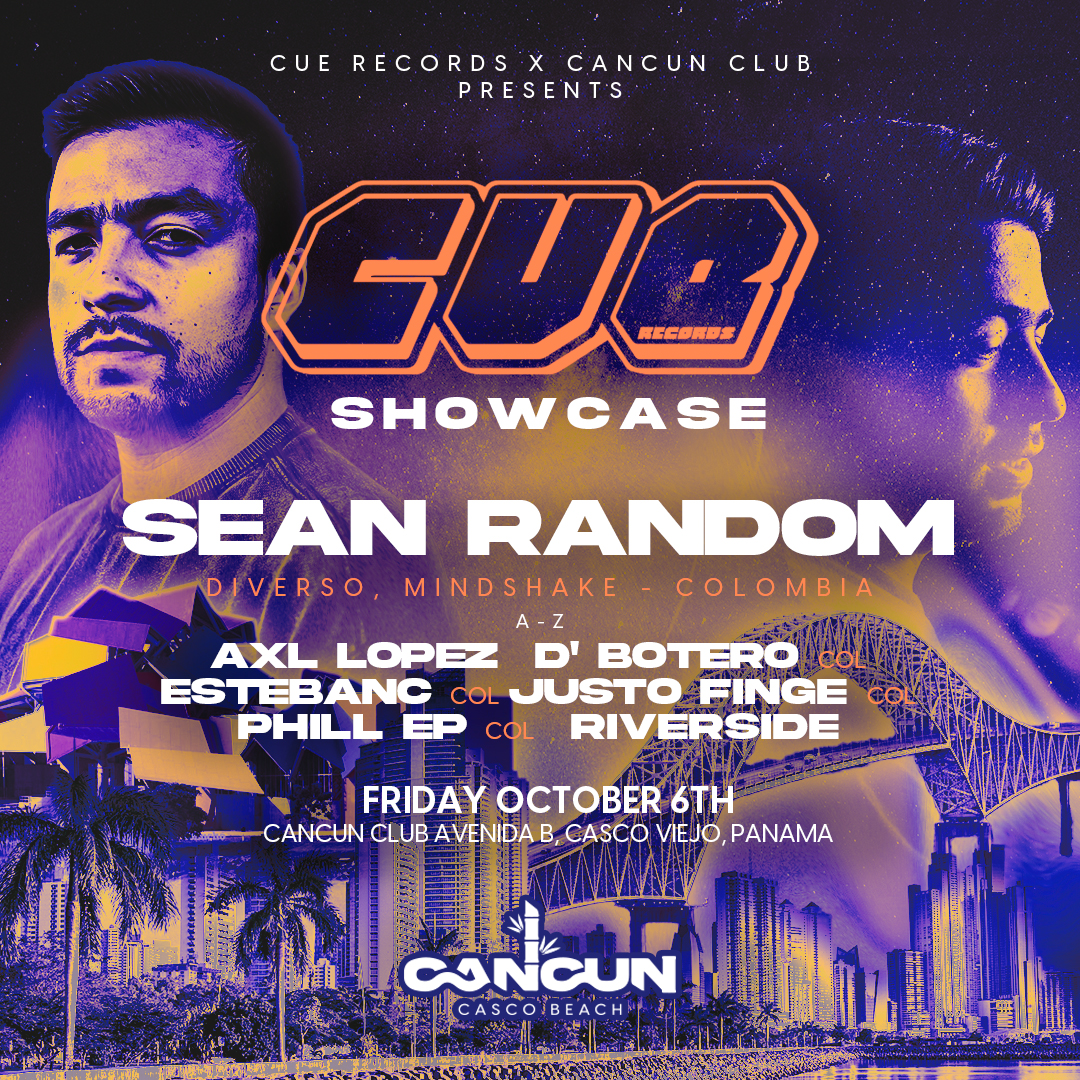 CUE RECORDS X CANCUN CLUB
PRESENTS
CUE
RECORDS
SHOWCASE
SEAN RANDOM
DIVERSO, MINDSHAKE - COLOMBIA
A - Z
AXL LOPEZ D' BOTERO COL
ESTEBANC COL JUSTO FINGE COL
PHILL EP COL RIVERSIDE
FRIDAY OCTOBER 6TH
CANCUN CLUB AVENIDA B, CASCO VIEJO, PANAMA
CANCUN
CASCO BEACH